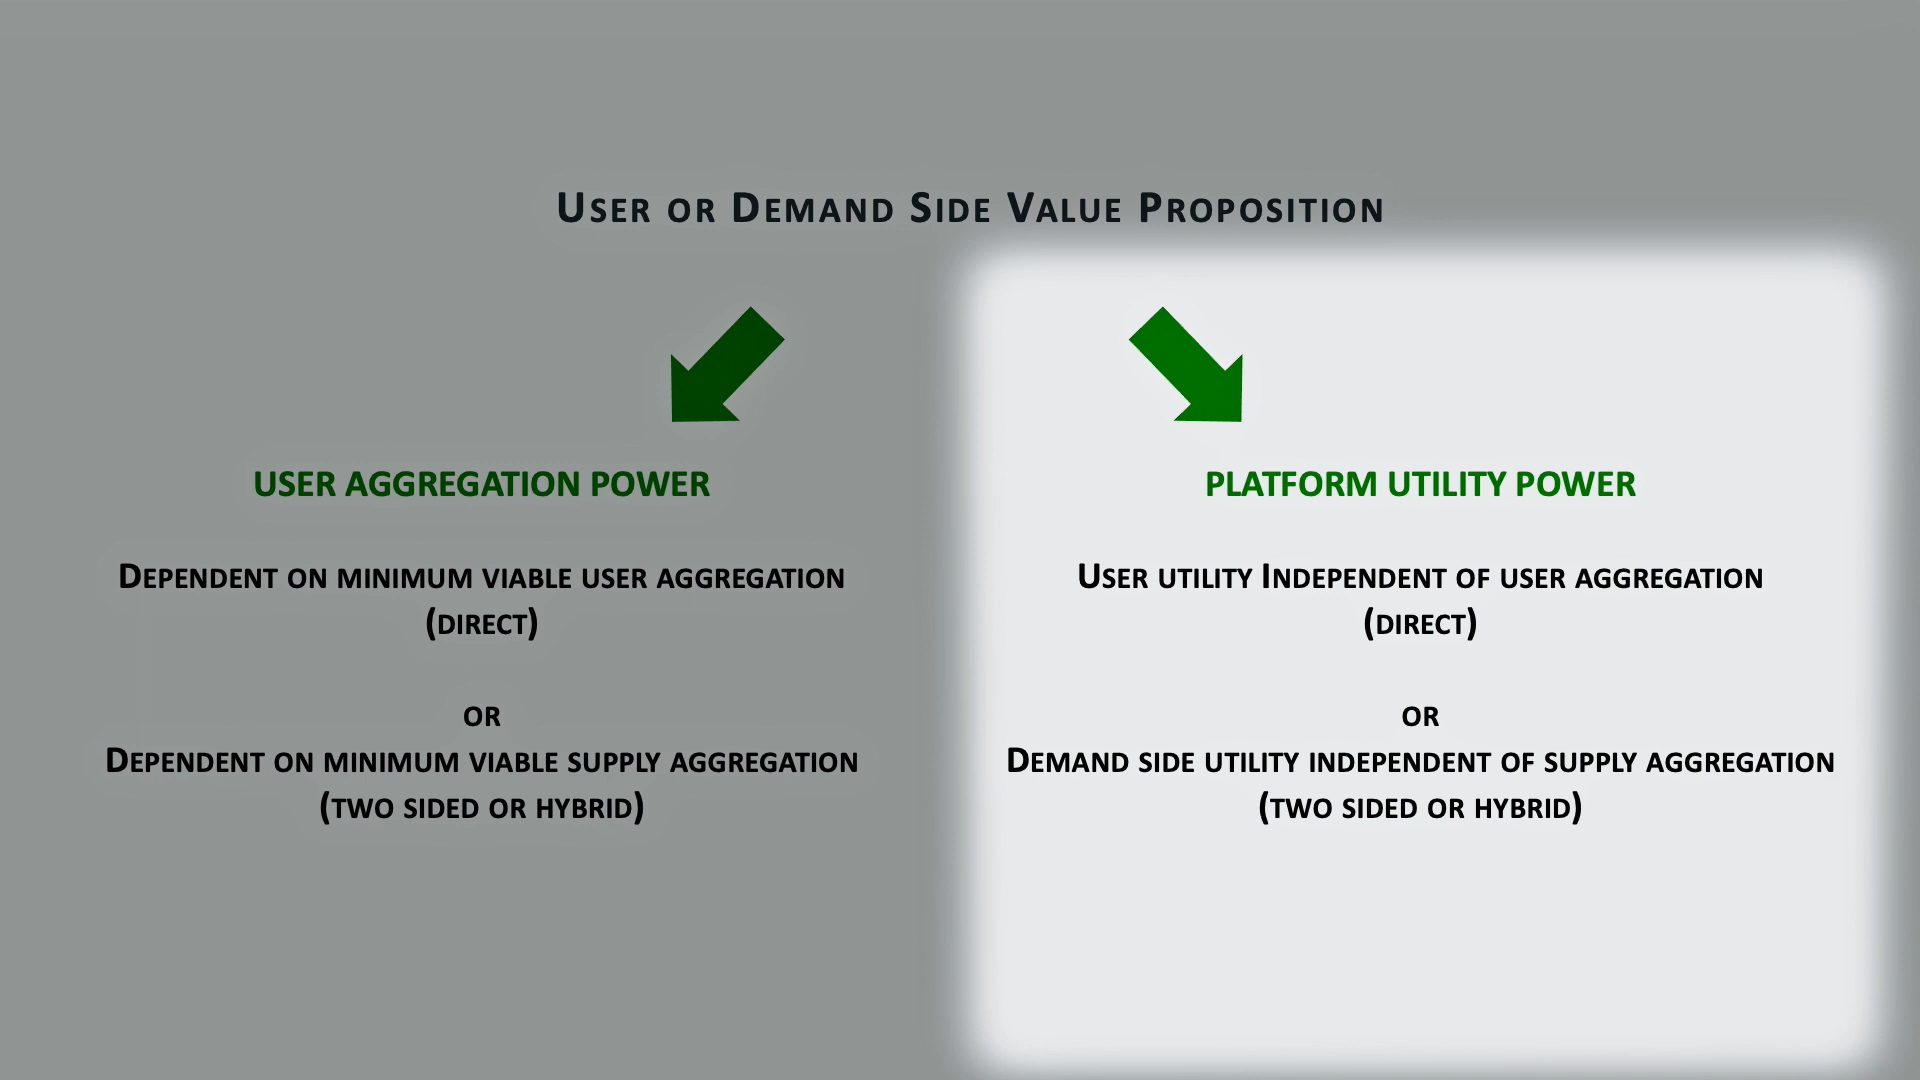 User or Demand Side Value Proposition
USER AGGREGATION POWER
Dependent on minimum viable user aggregation
(direct)
or
Dependent on minimum viable supply aggregation
(two sided or hybrid)
PLATFORM UTILITY POWER
User utility Independent of user aggregation
(direct)
or
Demand side utility independent of supply aggregation
(two sided or hybrid)